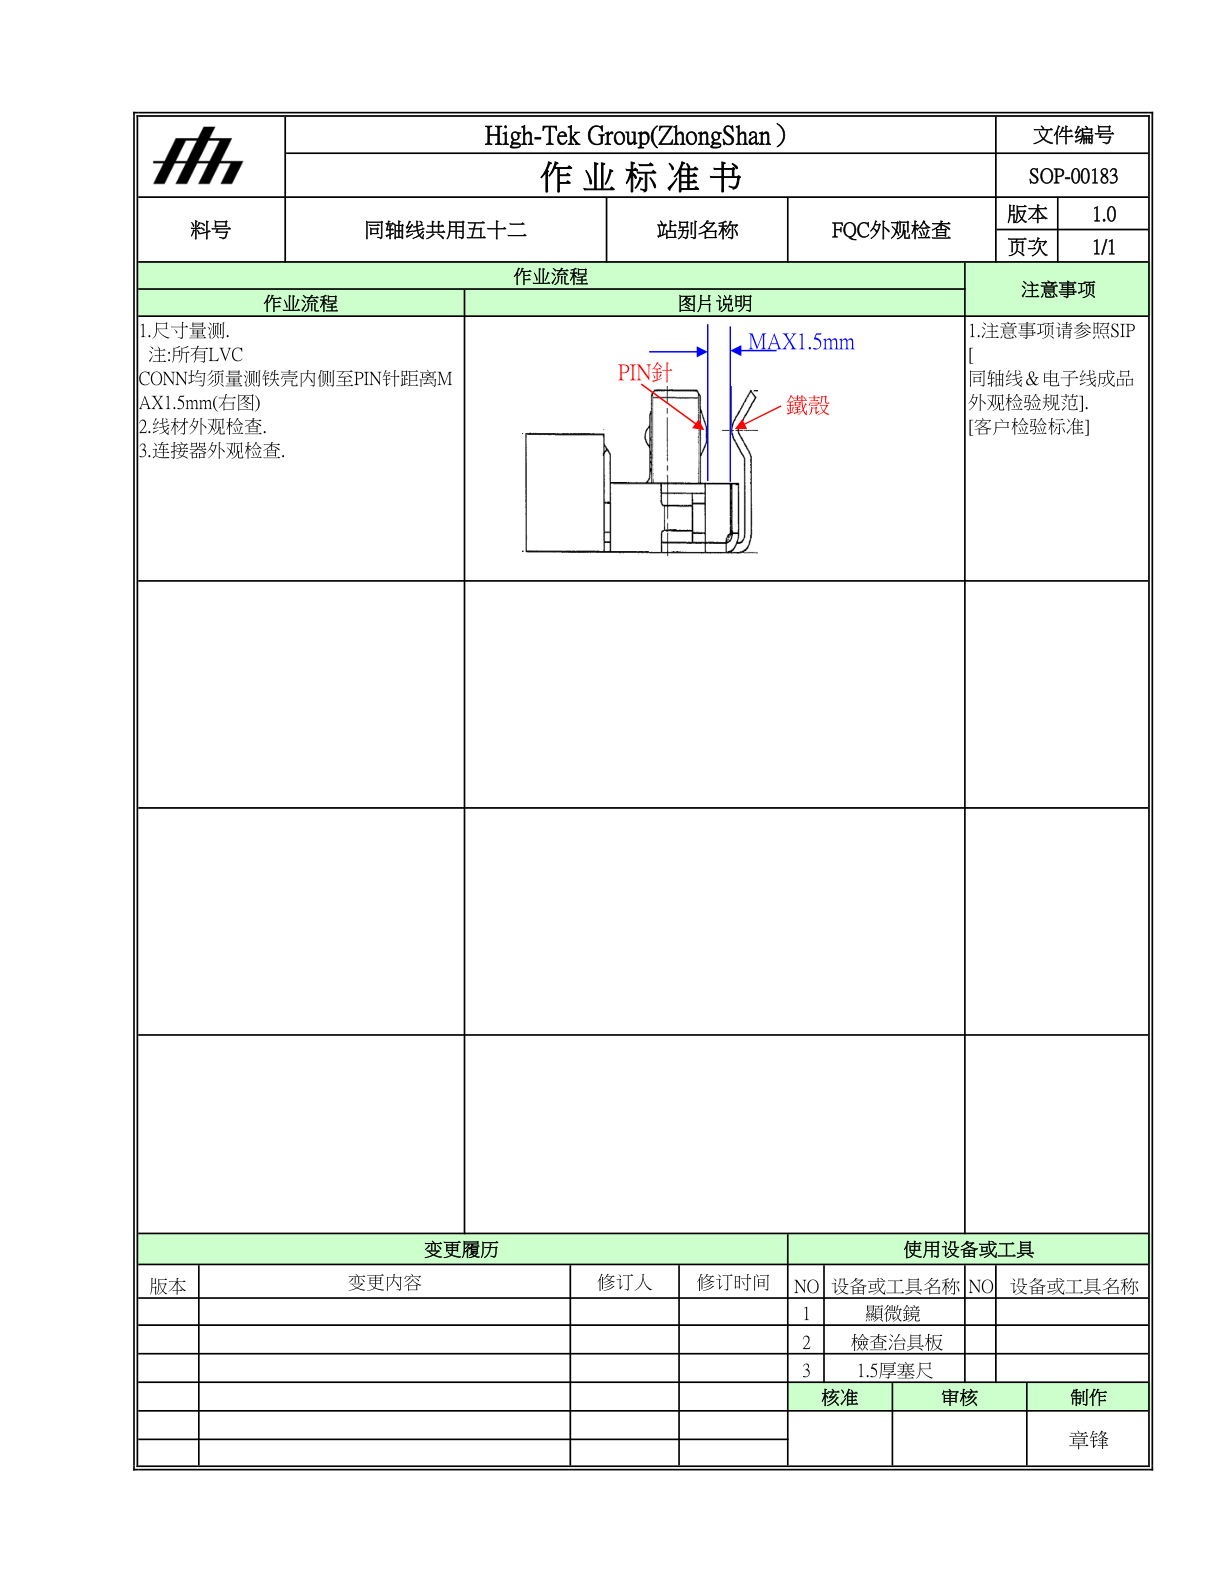 High-Tek Group(ZhongShan )
文件编号
作 业 标 准 书
SOP-00183
料号
同轴线共用五十二
站别名称
FQC外观检查
版本
1.0
页次
1/1
作业流程
注意事项
作业流程
图片说明
1.尺寸量测.
注:所有LVC
CONN均须量测铁壳内侧至PIN针距离M
AX1.5mm(右图)
2.线材外观检查.
3.连接器外观检查.
MAX1.5mm
PIN針
鐵殼
1.注意事项请参照SIP
[
同轴线＆电子线成品
外观检验规范].
[客户检验标准]
变更履历
使用设备或工具
版本
变更内容
修订人
修订时间
NO
设备或工具名称
NO
设备或工具名称
1
顯微鏡
2
檢查治具板
3
1.5厚塞尺
核准
审核
制作
章锋